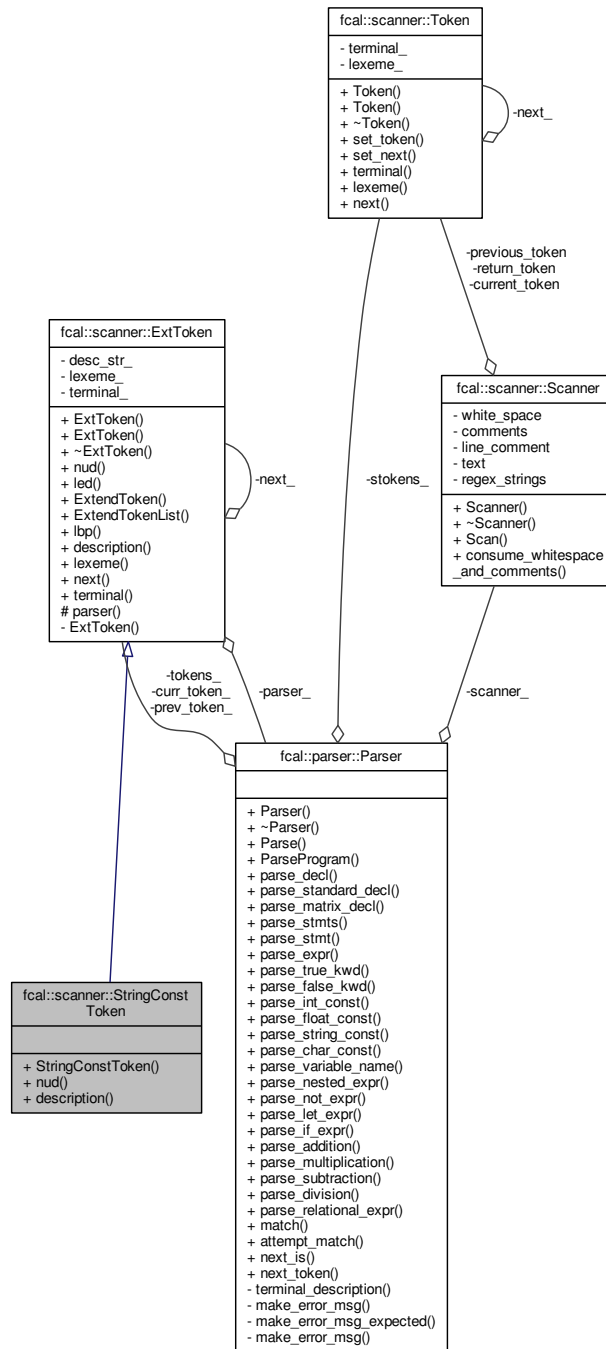 fcal::scanner::Token
- terminal_
- lexeme_
+ Token()
+ Token()
+ ~Token()
+ set_token()
+ set_next()
+ terminal()
+ lexeme()
+ next()
-next_
-previous_token
-return_token
-current_token
fcal::scanner::ExtToken
- desc_str_
- lexeme_
- terminal_
+ ExtToken()
+ ExtToken()
+ ~ExtToken()
+ nud()
+ led()
+ ExtendToken()
+ ExtendTokenList()
+ lbp()
+ description()
+ lexeme()
+ next()
+ terminal()
# parser()
- ExtToken()
-next_
-stokens_
fcal::scanner::Scanner
- white_space
- comments
- line_comment
- text
- regex_strings
+ Scanner()
+ ~Scanner()
+ Scan()
+ consume_whitespace
_and_comments()
-tokens_
-curr_token_
-prev_token_
-parser_
-scanner_
fcal::parser::Parser
+ Parser()
+ ~Parser()
+ Parse()
+ ParseProgram()
+ parse_decl()
+ parse_standard_decl()
+ parse_matrix_decl()
+ parse_stmts()
+ parse_stmt()
+ parse_expr()
+ parse_true_kwd()
+ parse_false_kwd()
+ parse_int_const()
+ parse_float_const()
+ parse_string_const()
+ parse_char_const()
+ parse_variable_name()
+ parse_nested_expr()
+ parse_not_expr()
+ parse_let_expr()
+ parse_if_expr()
+ parse_addition()
+ parse_multiplication()
+ parse_subtraction()
+ parse_division()
+ parse_relational_expr()
+ match()
+ attempt_match()
+ next_is()
+ next_token()
- terminal_description()
- make_error_msg()
- make_error_msg_expected()
- make_error_msg()
fcal::scanner::StringConst
Token
+ StringConstToken()
+ nud()
+ description()